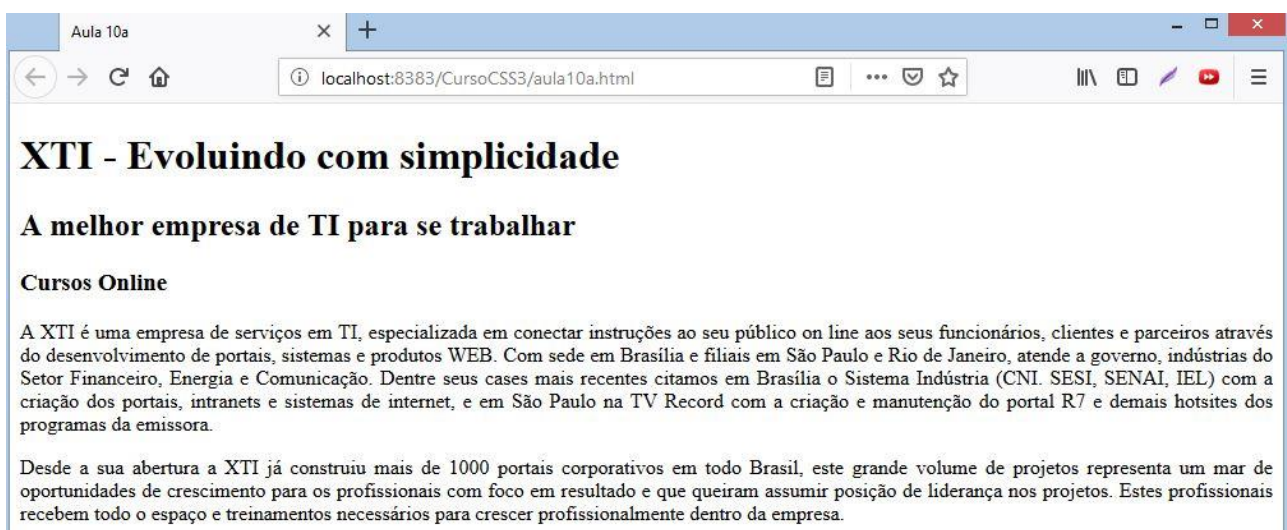 Aula 10a
localhost:8383/CursoCSS3/aula10a.html
XTI - Evoluindo com simplicidade
A melhor empresa de TI para se trabalhar
Cursos Online
A XTI é uma empresa de serviços em TI, especializada em conectar instruções ao seu público on line aos seus funcionários, clientes e parceiros através
do desenvolvimento de portais, sistemas e produtos WEB. Com sede em Brasília e filiais em São Paulo e Rio de Janeiro, atende a governo, indústrias do
Setor Financeiro, Energia e Comunicação. Dentre seus cases mais recentes citamos em Brasília o Sistema Indústria (CNI. SESI, SENAI, IEL) com a
criação dos portais, intranets e sistemas de internet, e em São Paulo na TV Record com a criação e manutenção do portal R7 e demais hotsites dos
programas da emissora.
Desde a sua abertura a XTI já construiu mais de 1000 portais corporativos em todo Brasil, este grande volume de projetos representa um mar de
oportunidades de crescimento para os profissionais com foco em resultado e que queiram assumir posição de liderança nos projetos. Estes profissionais
recebem todo o espaço e treinamentos necessários para crescer profissionalmente dentro da empresa.